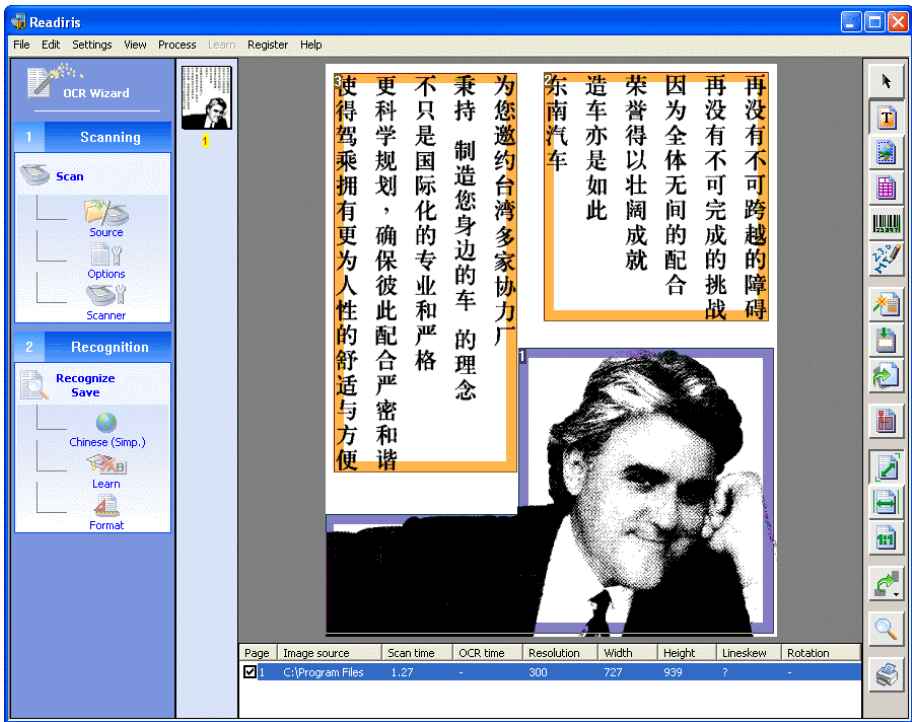 Readiris
File Edit Settings View Process Learn Register Help
OCR Wizard
1 Scanning
Scan
Source
Options
Scanner
2 Recognition
Recognize
Save
Chinese (Simp.)
Learn
Format
1
2
再没有不可跨越的障碍
再没有不可完成的挑战
因为全体无间的配合
荣誉得以壮阔成就
造车亦是如此
东南汽车
3
为您邀约台湾多家协力厂
秉持 制造您身边的车 的理念
不只是国际化的专业和严格
更科学规划，确保彼此配合严密和谐
使得驾乘拥有更为人性的舒适与方便
1
T
1:1
Page Image source Scan time OCR time Resolution Width Height Lineskew Rotation
1 C:\Program Files 1.27 - 300 727 939 ? -